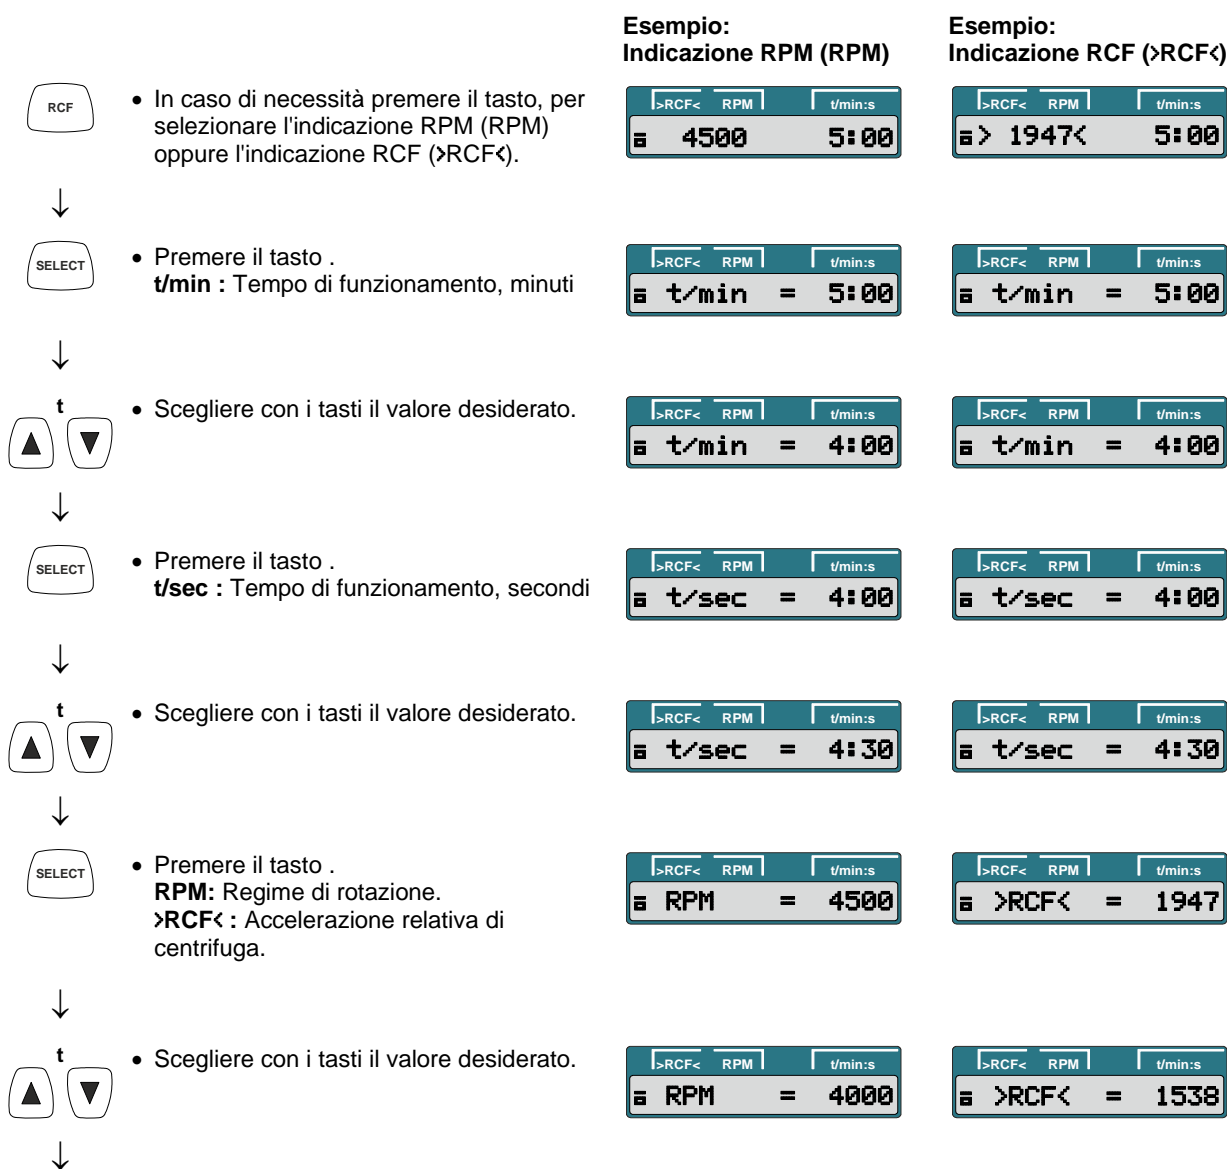 Esempio:
Indicazione RPM (RPM)
Esempio:
Indicazione RCF (>RCF<)
RCF
• In caso di necessità premere il tasto, per
selezionare l'indicazione RPM (RPM)
oppure l'indicazione RCF (>RCF<).
>RCF< RPM t/min:s
4500 5:00
>RCF< RPM t/min:s
> 1947< 5:00
↓
SELECT
• Premere il tasto .
t/min : Tempo di funzionamento, minuti
>RCF< RPM t/min:s
t/min = 5:00
>RCF< RPM t/min:s
t/min = 5:00
↓
t
▲ ▼
• Scegliere con i tasti il valore desiderato.
>RCF< RPM t/min:s
t/min = 4:00
>RCF< RPM t/min:s
t/min = 4:00
↓
SELECT
• Premere il tasto .
t/sec : Tempo di funzionamento, secondi
>RCF< RPM t/min:s
t/sec = 4:00
>RCF< RPM t/min:s
t/sec = 4:00
↓
t
▲ ▼
• Scegliere con i tasti il valore desiderato.
>RCF< RPM t/min:s
t/sec = 4:30
>RCF< RPM t/min:s
t/sec = 4:30
↓
SELECT
• Premere il tasto .
RPM: Regime di rotazione.
>RCF< : Accelerazione relativa di
centrifuga.
>RCF< RPM t/min:s
RPM = 4500
>RCF< RPM t/min:s
>RCF< = 1947
↓
t
▲ ▼
• Scegliere con i tasti il valore desiderato.
>RCF< RPM t/min:s
RPM = 4000
>RCF< RPM t/min:s
>RCF< = 1538
↓